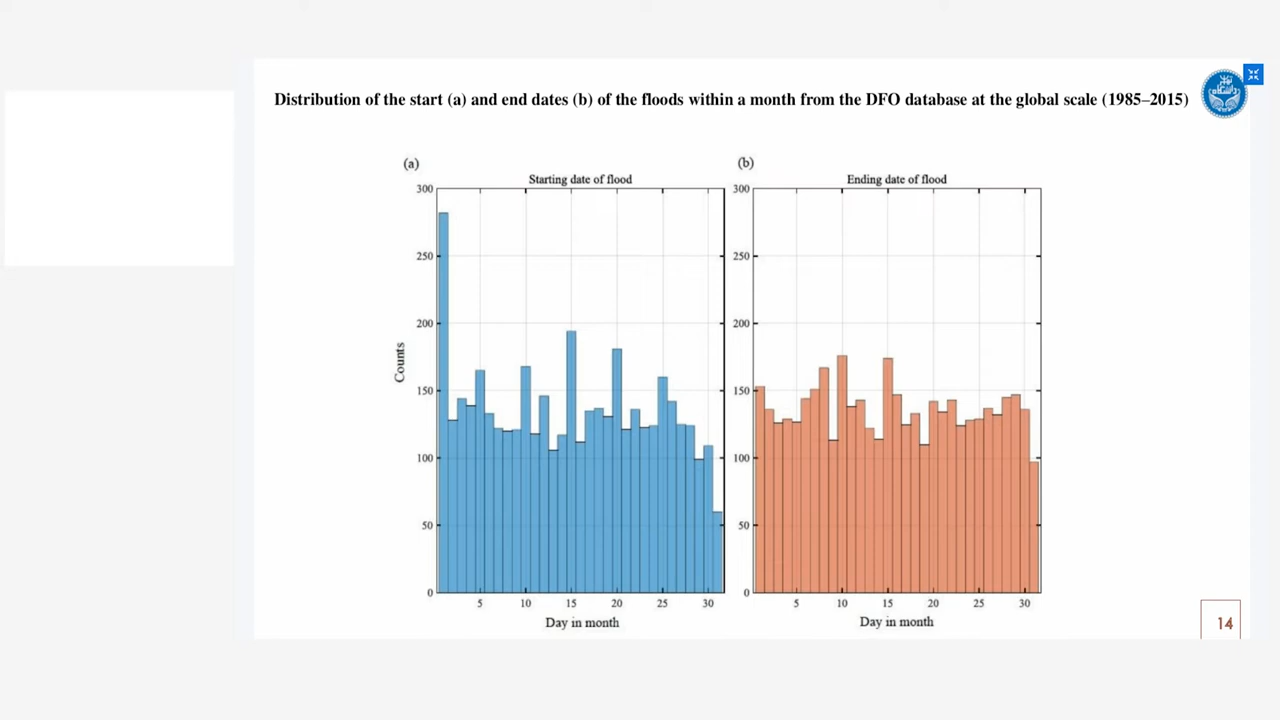 Distribution of the start (a) and end dates (b) of the floods within a month from the DFO database at the global scale (1985–2015)
(a)
Starting date of flood
300
250
200
150
100
50
0
Counts
5 10 15 20 25 30
Day in month
(b)
Ending date of flood
300
250
200
150
100
50
0
5 10 15 20 25 30
Day in month
14